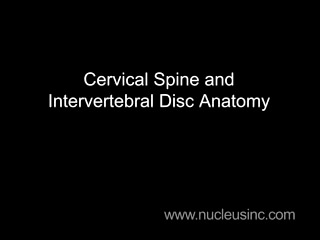 Cervical Spine and
Intervertebral Disc Anatomy
www.nucleusinc.com